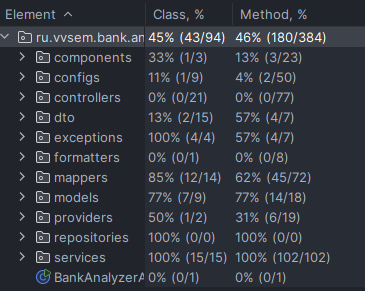 Element Class, % Method, %
ru.vvsem.bank.an 45% (43/94) 46% (180/384)
components 33% (1/3) 13% (3/23)
configs 11% (1/9) 4% (2/50)
controllers 0% (0/21) 0% (0/77)
dto 13% (2/15) 57% (4/7)
exceptions 100% (4/4) 57% (4/7)
formatters 0% (0/1) 0% (0/8)
mappers 85% (12/14) 62% (45/72)
models 77% (7/9) 77% (14/18)
providers 50% (1/2) 31% (6/19)
repositories 100% (0/0) 100% (0/0)
services 100% (15/15) 100% (102/102)
BankAnalyzerA 0% (0/1) 0% (0/1)